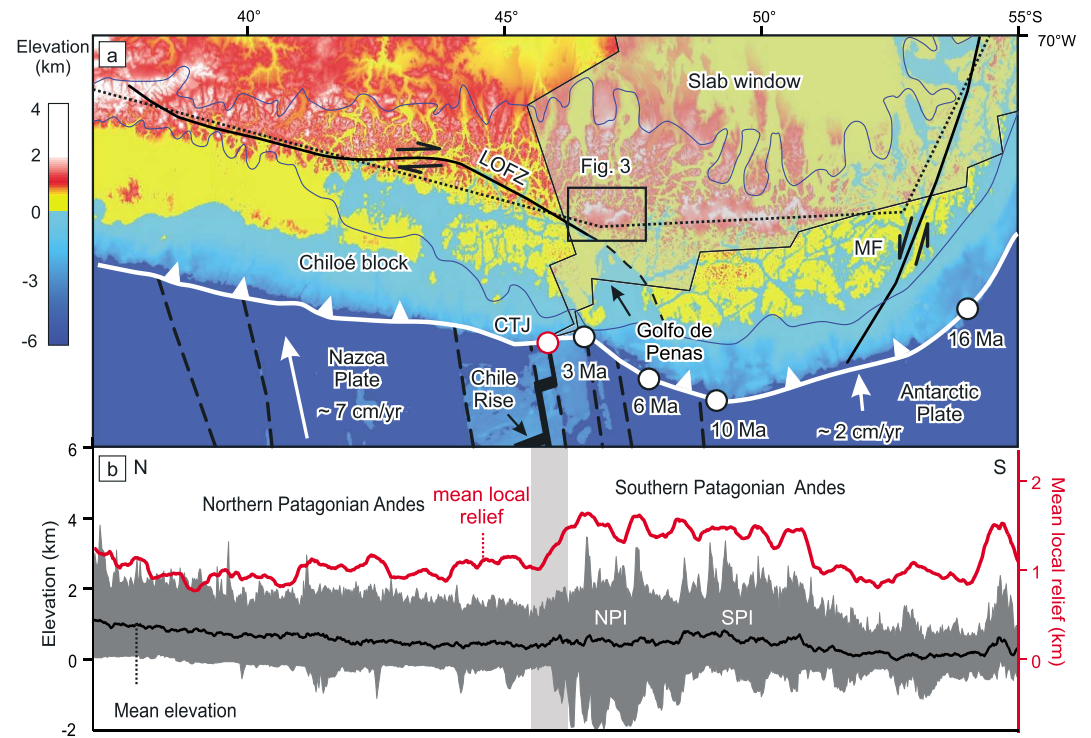 40°
45°
50°
55°S
70°W
Elevation
(km)
4
2
0
-3
-6
a
Slab window
LOFZ
Fig. 3
MF
Chiloé block
CTJ
Golfo de
Penas
3 Ma
6 Ma
10 Ma
16 Ma
Nazca
Plate
~ 7 cm/yr
Chile
Rise
Antarctic
Plate
~ 2 cm/yr
b
N
S
Northern Patagonian Andes
mean local
relief
Southern Patagonian Andes
NPI
SPI
Mean elevation
Elevation (km)
6
4
2
0
-2
2
1
0
Mean local relief (km)